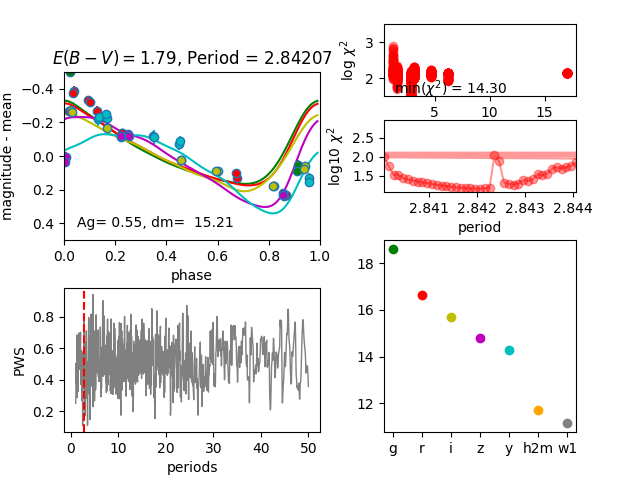 E(B − V) = 1.79, Period = 2.84207
magnitude - mean
−0.4
−0.2
0.0
0.2
0.4
Ag= 0.55, dm=  15.21
0.0 0.2 0.4 0.6 0.8 1.0
phase
log χ²
3
2
min(χ²) = 14.30
5 10 15
log10 χ²
2.5
2.0
1.5
2.841 2.842 2.843 2.844
period
PWS
0.8
0.6
0.4
0.2
0 10 20 30 40 50
periods
18
16
14
12
g r i z y h2m w1